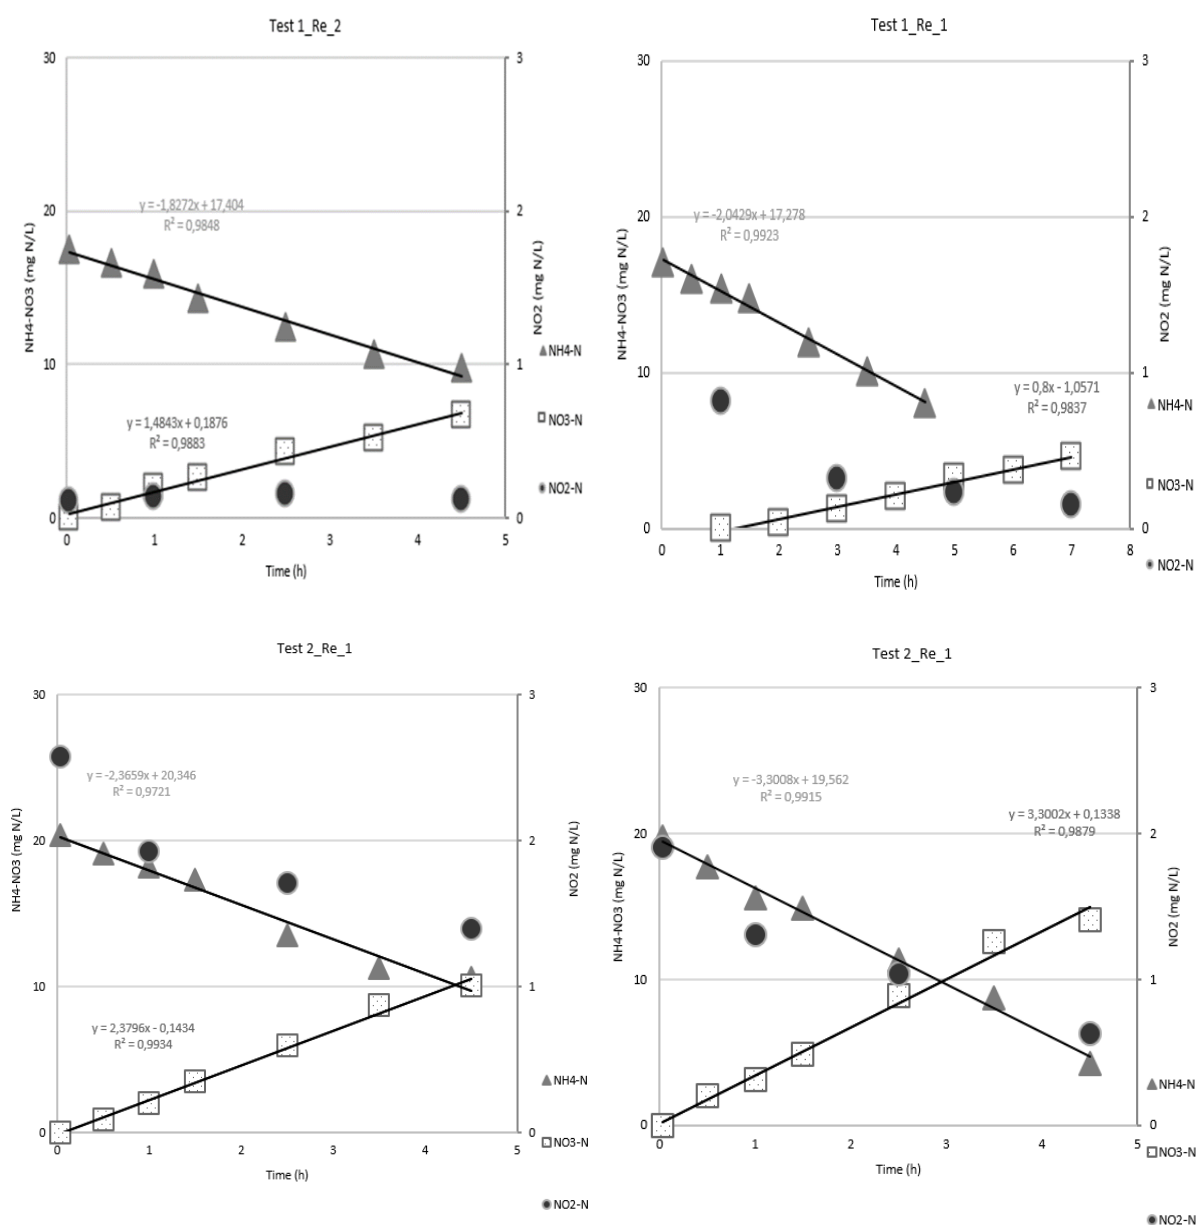 Test 1_Re_2
30
3
20
2
10
1
0
0
0 1 2 3 4 5
NH4-NO3 (mg N/L)
NO2 (mg N/L)
Time (h)
y = -1,8272x + 17,404
R² = 0,9848
y = 1,4843x + 0,1876
R² = 0,9883
NH4-N
NO3-N
NO2-N
Test 1_Re_1
30
3
20
2
10
1
0
0
0 1 2 3 4 5 6 7 8
NH4-NO3 (mg N/L)
NO2 (mg N/L)
Time (h)
y = -2,0429x + 17,278
R² = 0,9923
y = 0,8x - 1,0571
R² = 0,9837
NH4-N
NO3-N
NO2-N
Test 2_Re_1
30
3
20
2
10
1
0
0
0 1 2 3 4 5
NH4-NO3 (mg N/L)
NO2 (mg N/L)
Time (h)
y = -2,3659x + 20,346
R² = 0,9721
y = 2,3796x - 0,1434
R² = 0,9934
NH4-N
NO3-N
NO2-N
Test 2_Re_1
30
3
20
2
10
1
0
0
0 1 2 3 4 5
NH4-NO3 (mg N/L)
NO2 (mg N/L)
Time (h)
y = -3,3008x + 19,562
R² = 0,9915
y = 3,3002x + 0,1338
R² = 0,9879
NH4-N
NO3-N
NO2-N